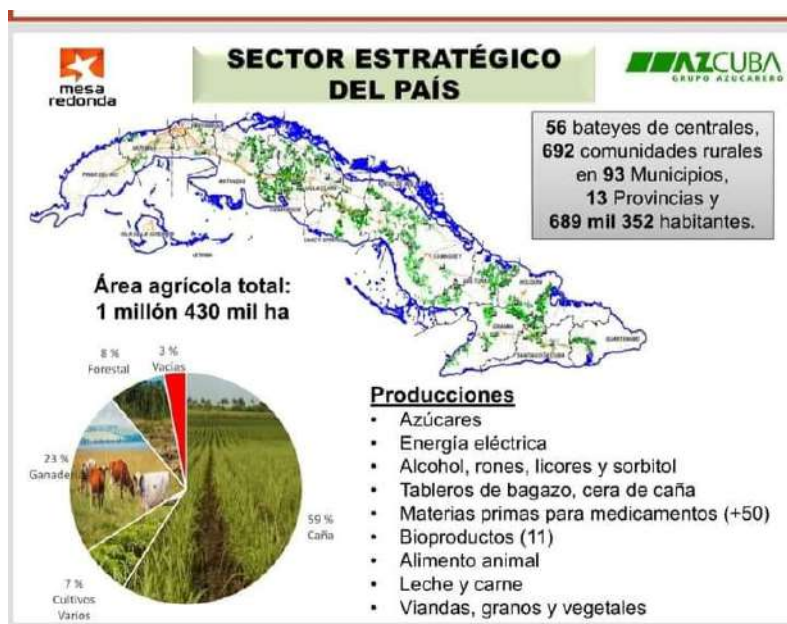 mesa
redonda
SECTOR ESTRATÉGICO
DEL PAÍS
AZCUBA
GRUPO AZUCARERO
56 bateyes de centrales,
692 comunidades rurales
en 93 Municipios,
13 Provincias y
689 mil 352 habitantes.
Área agrícola total:
1 millón 430 mil ha
8 %
Forestal
3 %
Vacías
23 %
Ganadería
59 %
Caña
7 %
Cultivos
Varios
Producciones
• Azúcares
• Energía eléctrica
• Alcohol, rones, licores y sorbitol
• Tableros de bagazo, cera de caña
• Materias primas para medicamentos (+50)
• Bioproductos (11)
• Alimento animal
• Leche y carne
• Viandas, granos y vegetales